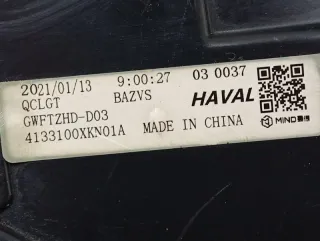 2021/01/13 9:00:27 03 0037
QCLGT BAZVS HAVAL
GWFTZHD-D03
4133100XKN01A MADE IN CHINA MIND